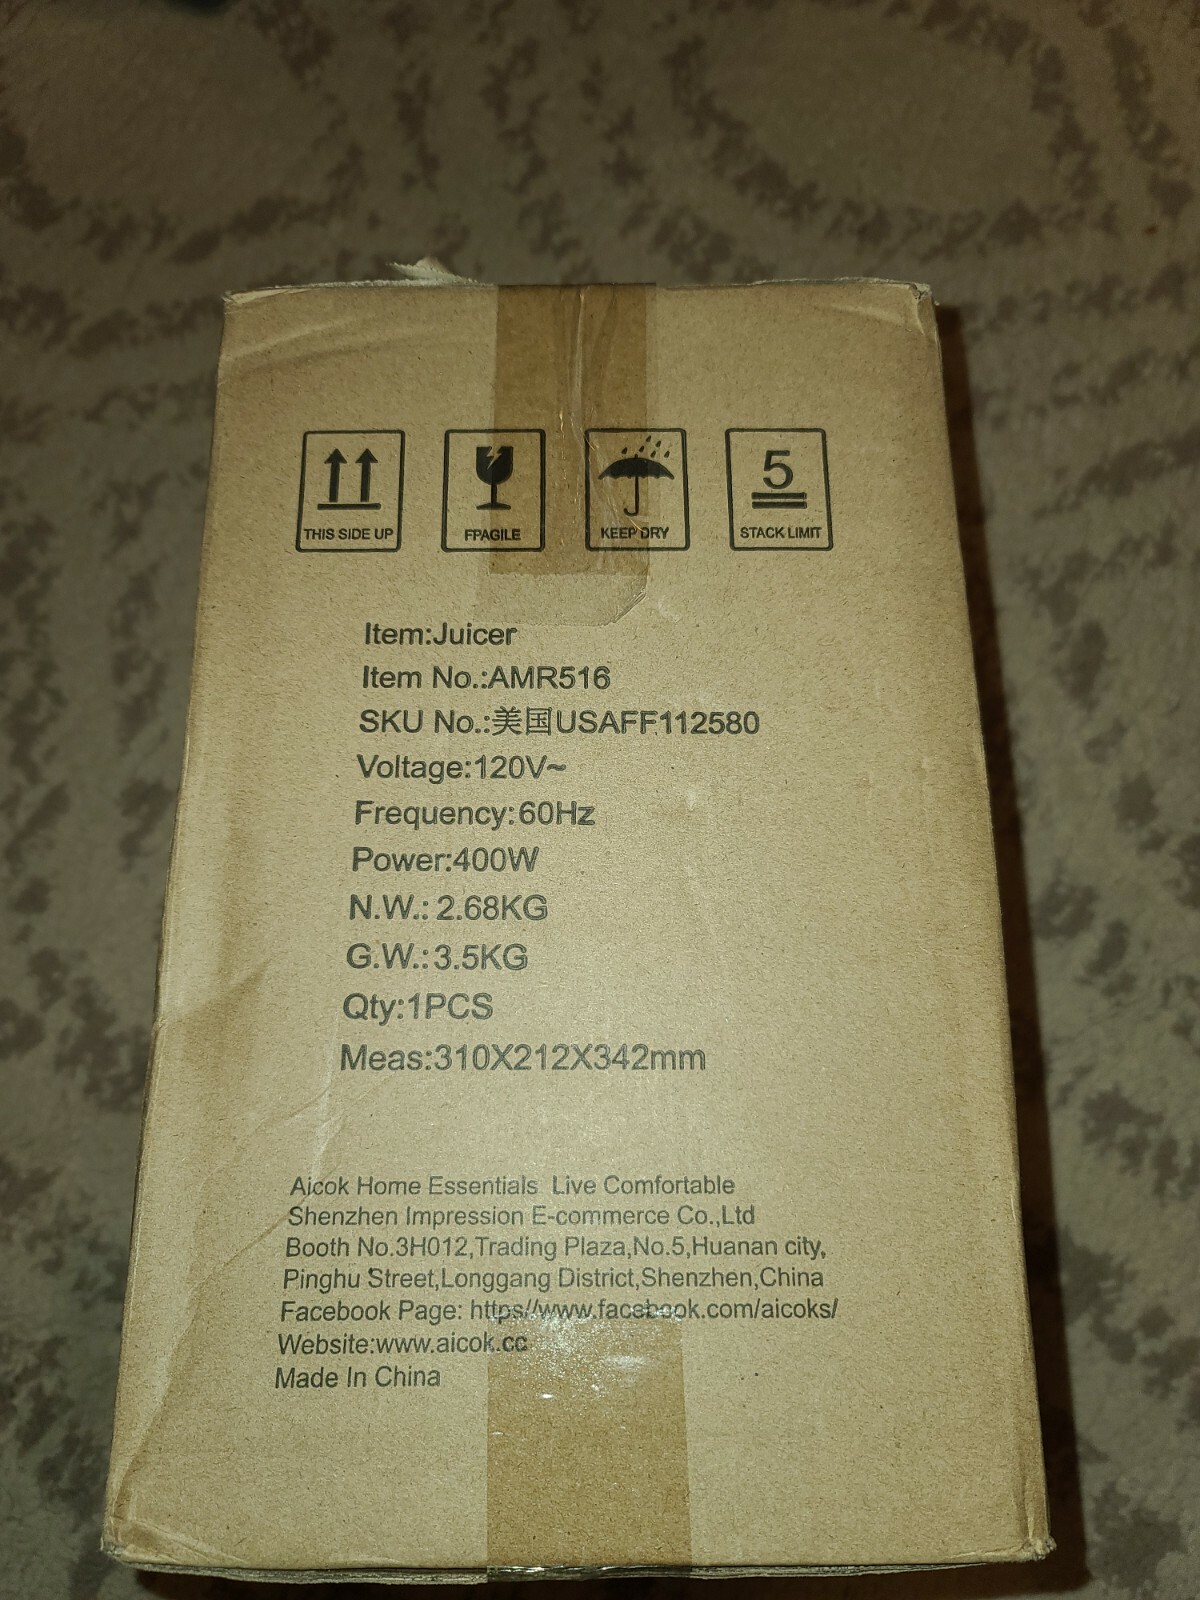 THIS SIDE UP
FPAGILE
KEEP DRY
5
STACK LIMIT
Item:Juicer
Item No.:AMR516
SKU No.:美国USAFF112580
Voltage:120V~
Frequency:60Hz
Power:400W
N.W.: 2.68KG
G.W.:3.5KG
Qty:1PCS
Meas:310X212X342mm
Aicok Home Essentials Live Comfortable
Shenzhen Impression E-commerce Co.,Ltd
Booth No.3H012,Trading Plaza,No.5,Huanan city,
Pinghu Street,Longgang District,Shenzhen,China
Facebook Page: https//www.facebook.com/aicoks/
Website:www.aicok.cc
Made In China